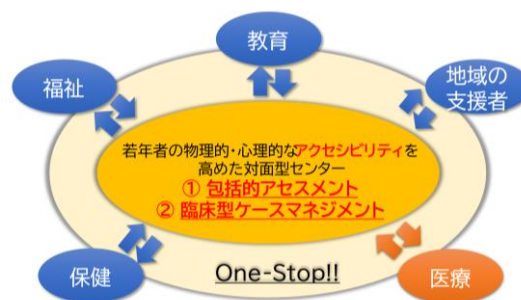 教育
福祉
地域の
支援者
若年者の物理的・心理的なアクセシビリティを
高めた対面型センター
① 包括的アセスメント
② 臨床型ケースマネジメント
保健
One-Stop!!
医療